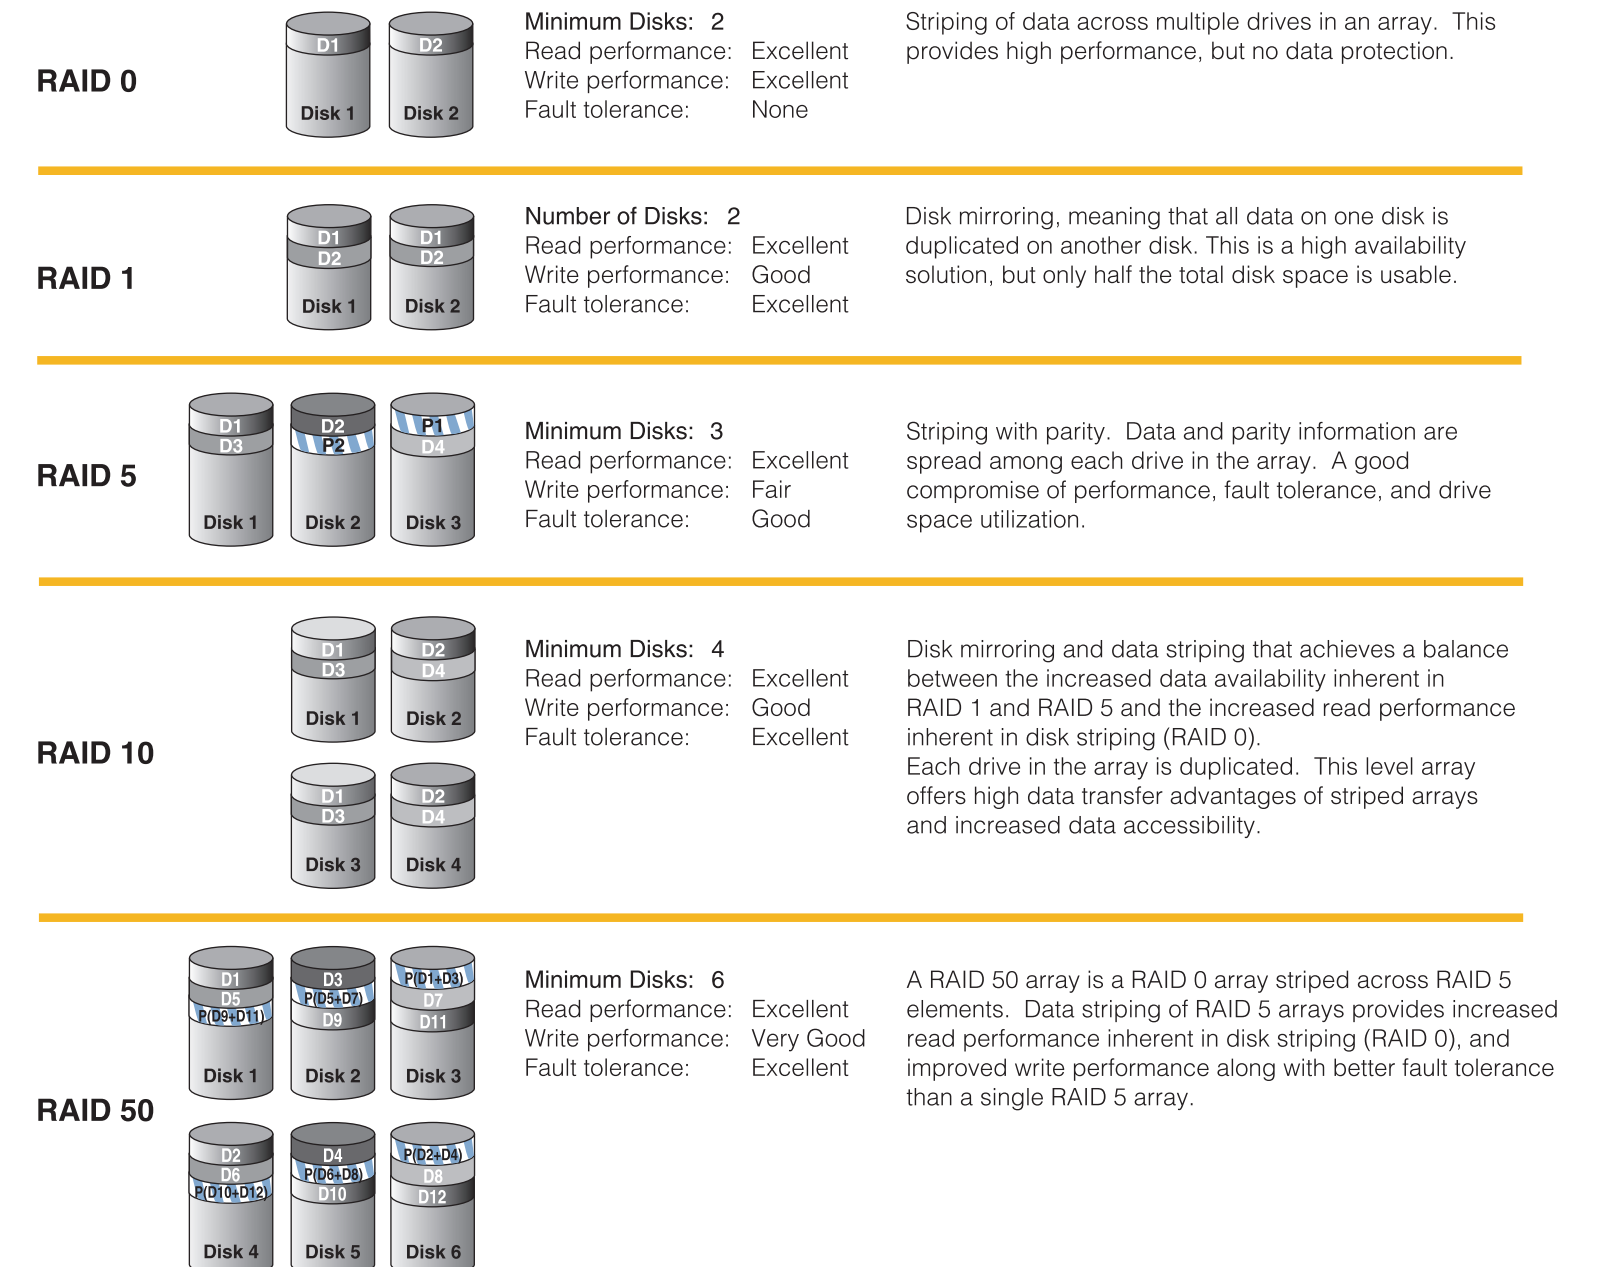 RAID 0
D1 D2
Disk 1 Disk 2
Minimum Disks: 2
Read performance: Excellent
Write performance: Excellent
Fault tolerance: None
Striping of data across multiple drives in an array. This
provides high performance, but no data protection.
RAID 1
D1 D1
D2 D2
Disk 1 Disk 2
Number of Disks: 2
Read performance: Excellent
Write performance: Good
Fault tolerance: Excellent
Disk mirroring, meaning that all data on one disk is
duplicated on another disk. This is a high availability
solution, but only half the total disk space is usable.
RAID 5
D1 D2 P1
D3 P2 D4
Disk 1 Disk 2 Disk 3
Minimum Disks: 3
Read performance: Excellent
Write performance: Fair
Fault tolerance: Good
Striping with parity. Data and parity information are
spread among each drive in the array. A good
compromise of performance, fault tolerance, and drive
space utilization.
RAID 10
D1 D2
D3 D4
Disk 1 Disk 2
D1 D2
D3 D4
Disk 3 Disk 4
Minimum Disks: 4
Read performance: Excellent
Write performance: Good
Fault tolerance: Excellent
Disk mirroring and data striping that achieves a balance
between the increased data availability inherent in
RAID 1 and RAID 5 and the increased read performance
inherent in disk striping (RAID 0).
Each drive in the array is duplicated. This level array
offers high data transfer advantages of striped arrays
and increased data accessibility.
RAID 50
D1 D3 P(D1+D3)
D5 P(D5+D7) D7
P(D9+D11) D9 D11
Disk 1 Disk 2 Disk 3
D2 D4 P(D2+D4)
D6 P(D6+D8) D8
P(D10+D12) D10 D12
Disk 4 Disk 5 Disk 6
Minimum Disks: 6
Read performance: Excellent
Write performance: Very Good
Fault tolerance: Excellent
A RAID 50 array is a RAID 0 array striped across RAID 5
elements. Data striping of RAID 5 arrays provides increased
read performance inherent in disk striping (RAID 0), and
improved write performance along with better fault tolerance
than a single RAID 5 array.